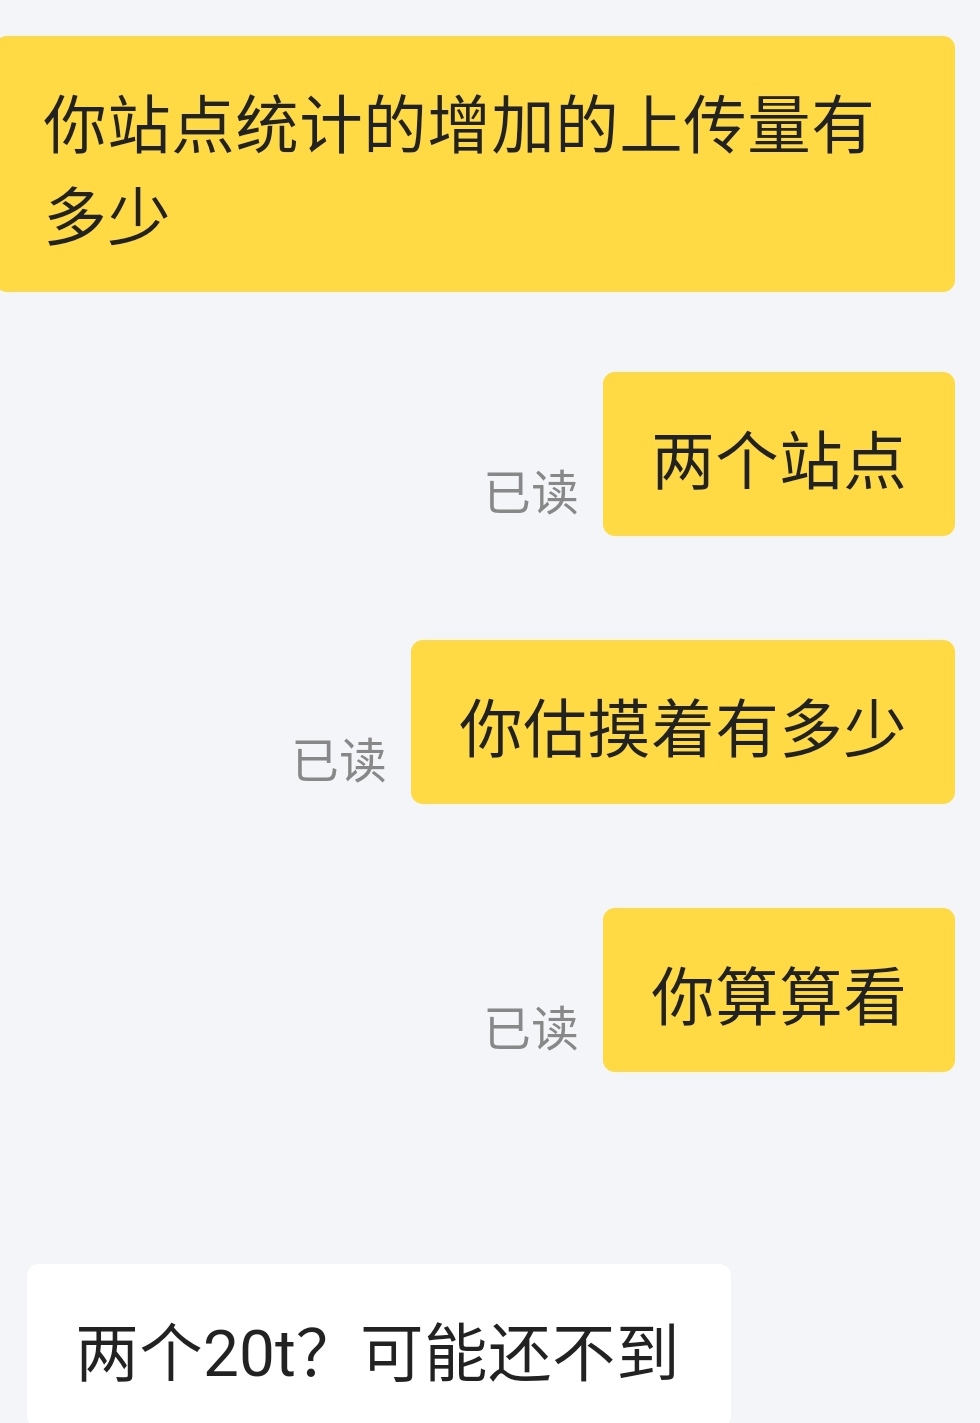 你站点统计的增加的上传量有
多少
两个站点
已读
你估摸着有多少
已读
你算算看
已读
两个20t？可能还不到